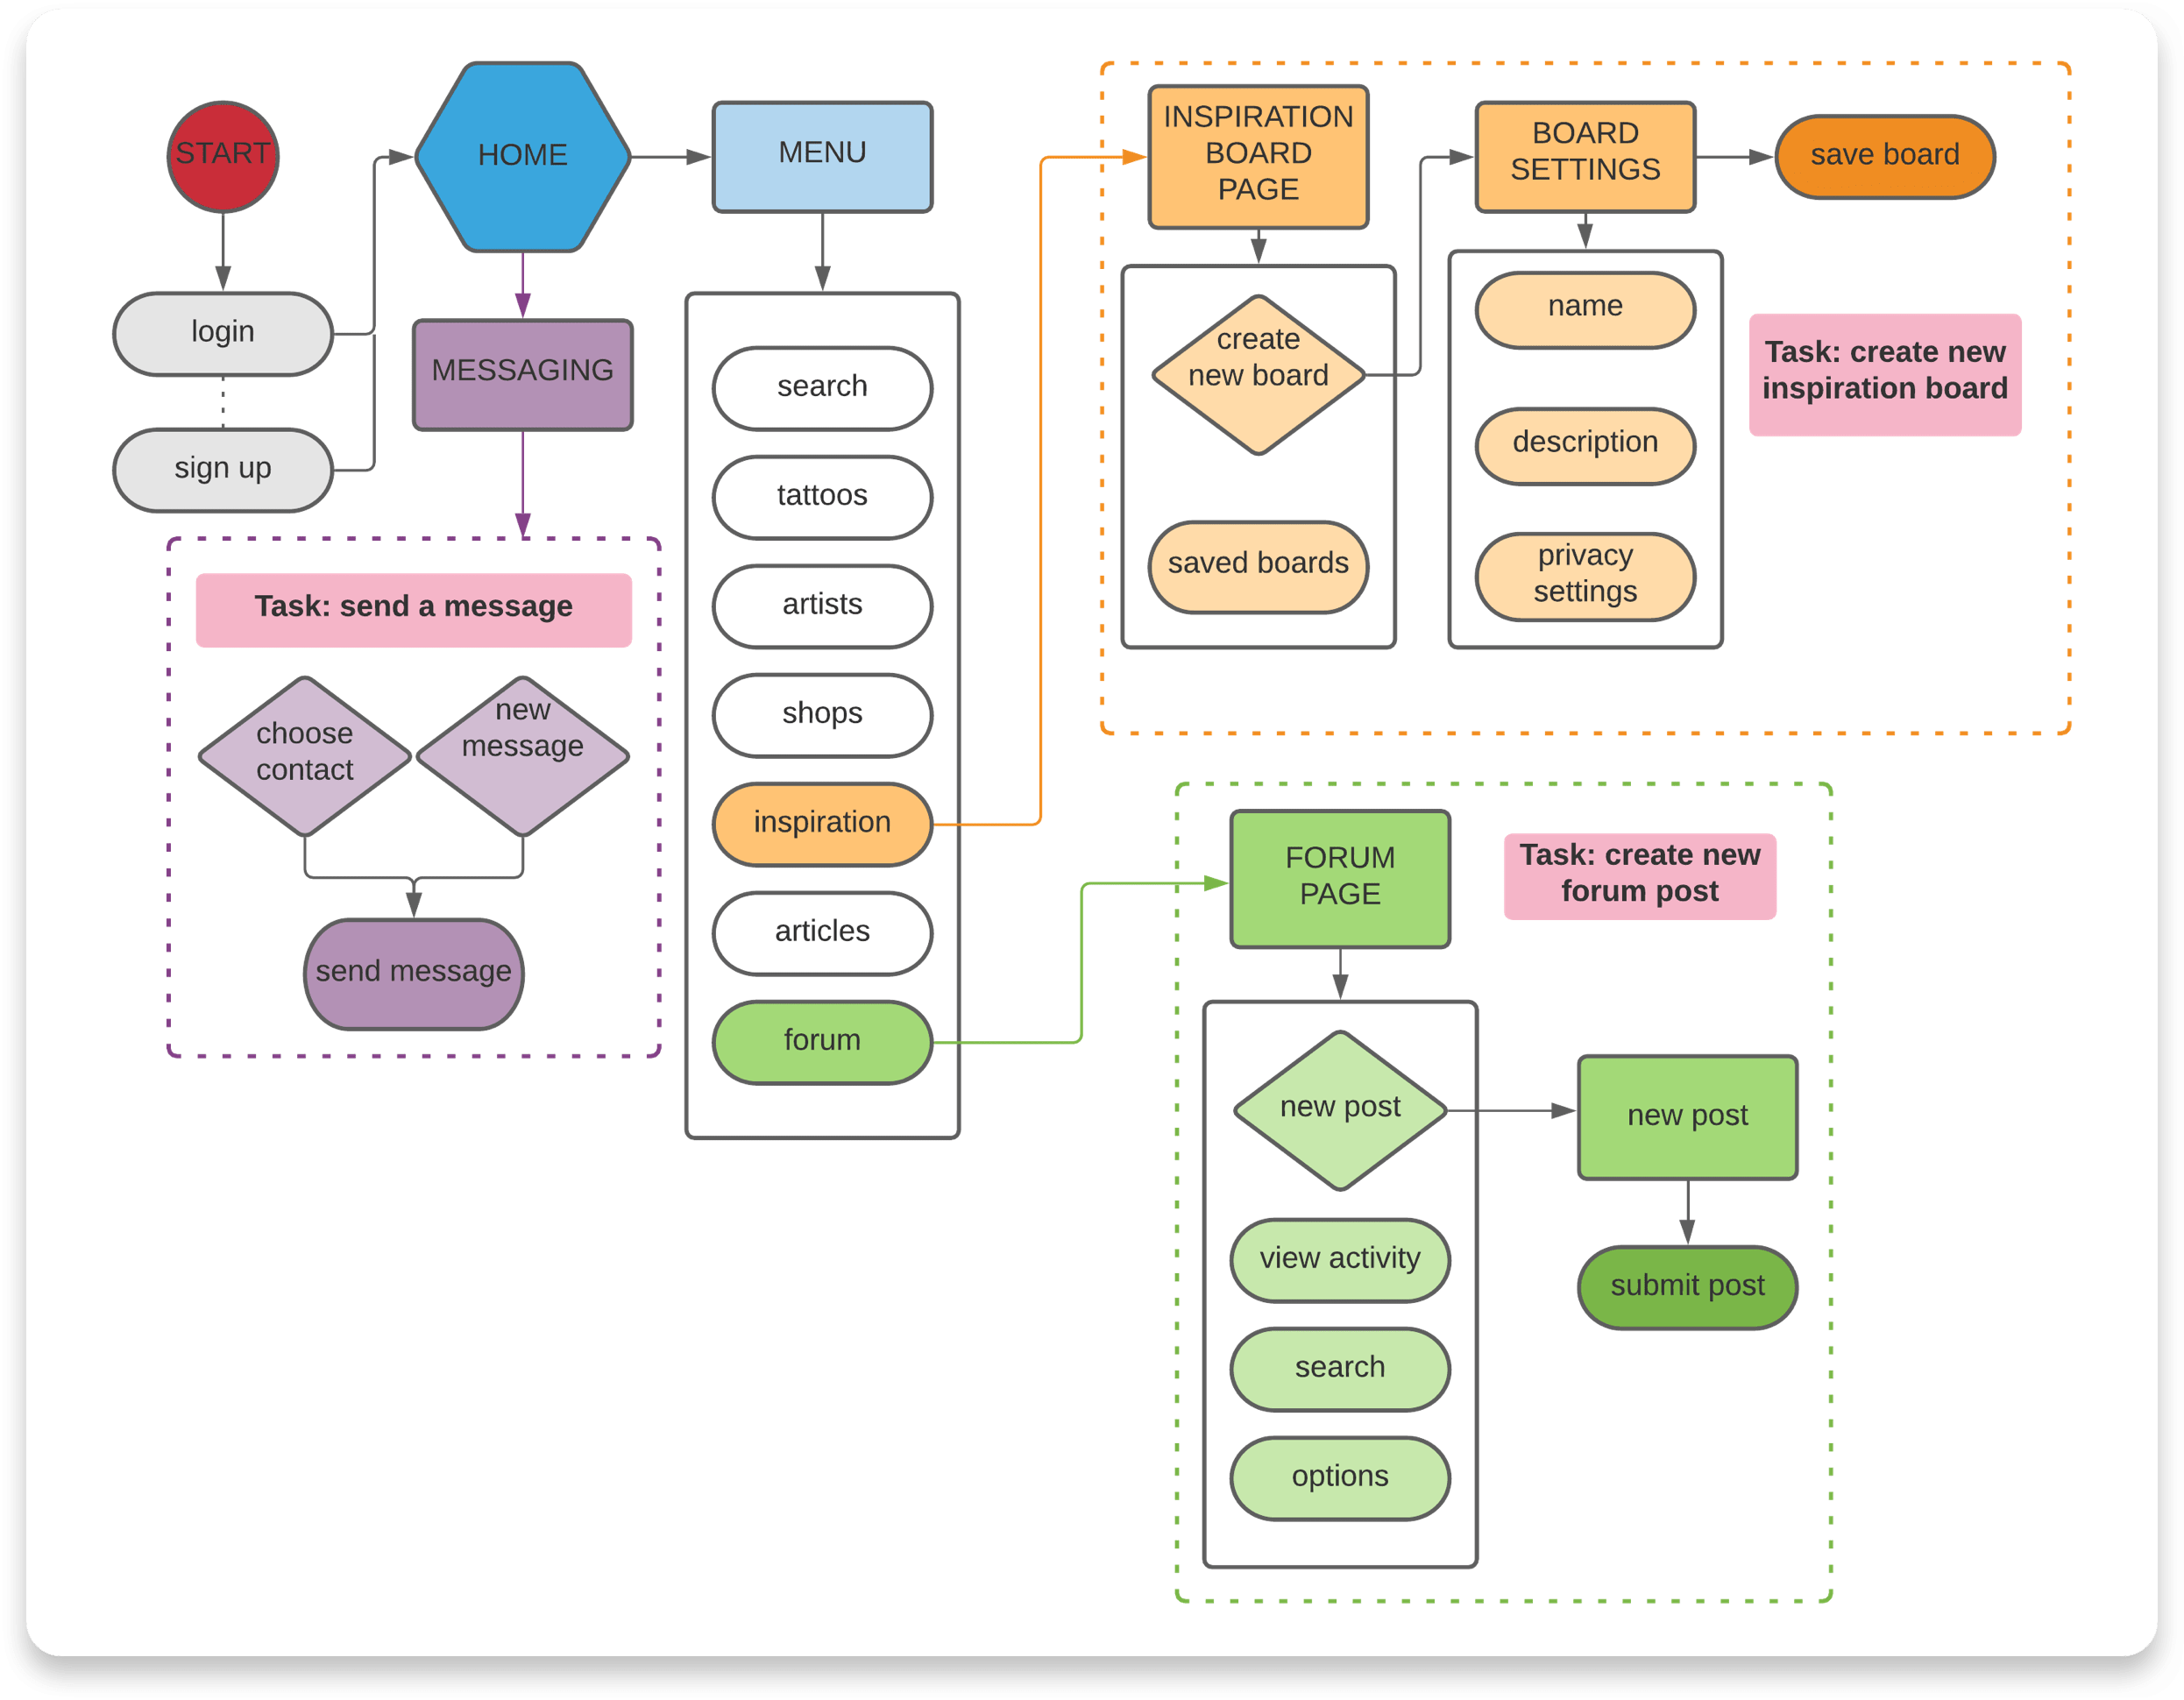 START
HOME
MENU
login
sign up
MESSAGING
Task: send a message
choose
contact
new
message
send message
search
tattoos
artists
shops
inspiration
articles
forum
INSPIRATION
BOARD
PAGE
create
new board
saved boards
BOARD
SETTINGS
save board
name
description
privacy
settings
Task: create new
inspiration board
FORUM
PAGE
Task: create new
forum post
new post
view activity
search
options
new post
submit post